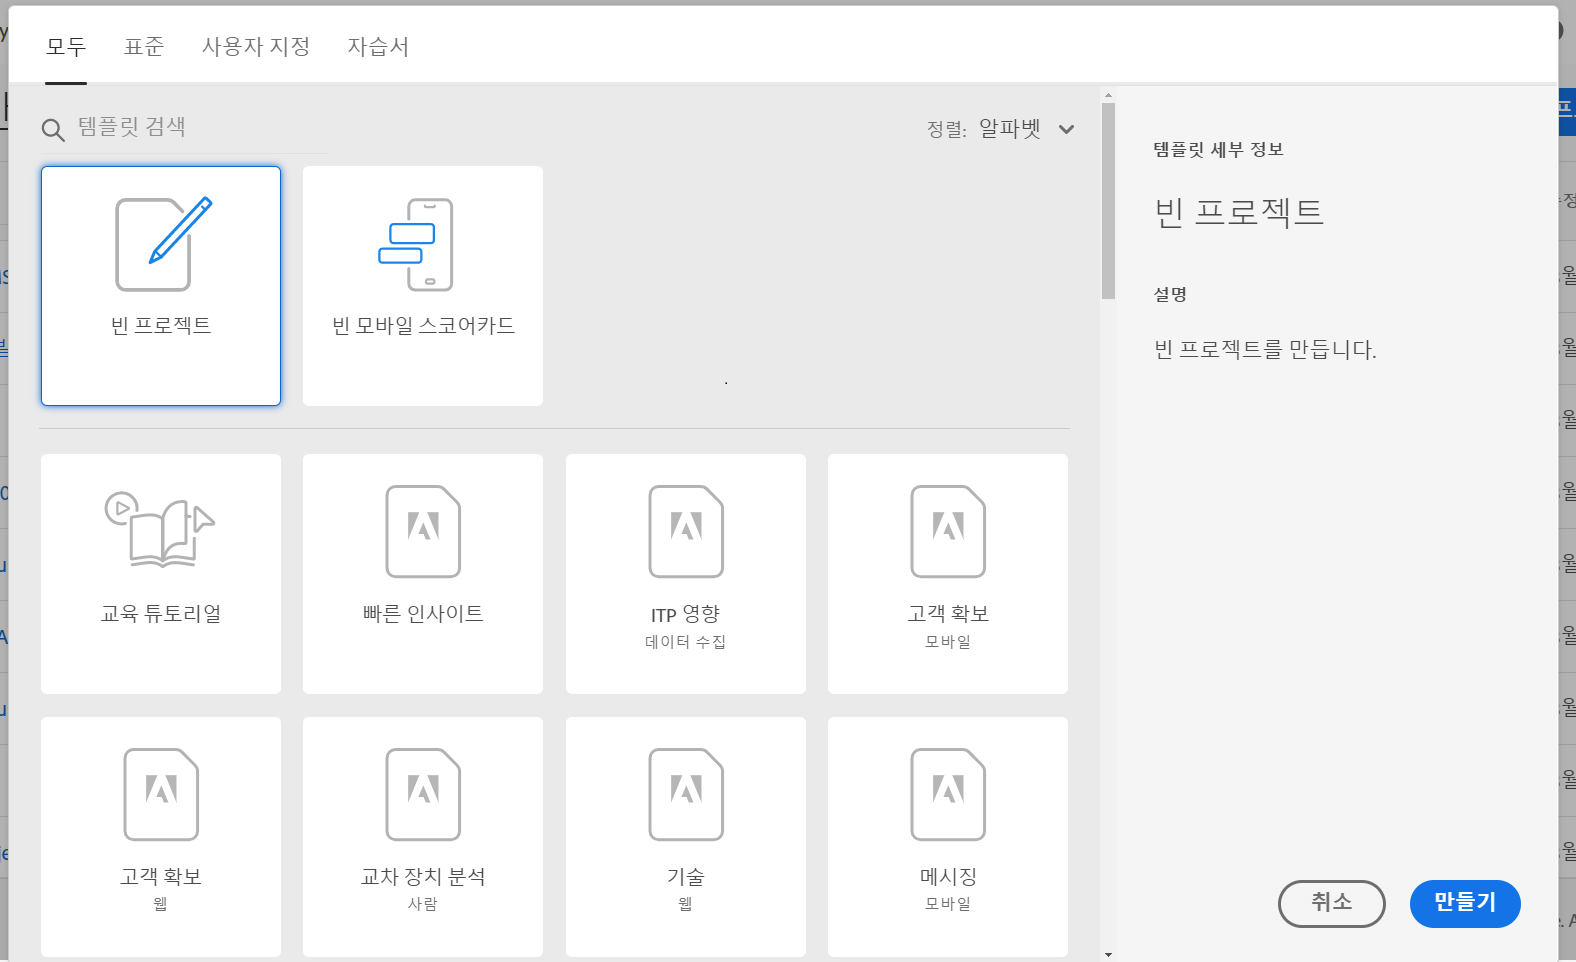 모두 표준 사용자 지정 자습서
템플릿 검색
정렬: 알파벳
빈 프로젝트
빈 모바일 스코어카드
교육 튜토리얼
빠른 인사이트
ITP 영향
데이터 수집
고객 확보
모바일
고객 확보
웹
교차 장치 분석
사람
기술
웹
메시징
모바일
템플릿 세부 정보
빈 프로젝트
설명
빈 프로젝트를 만듭니다.
취소
만들기